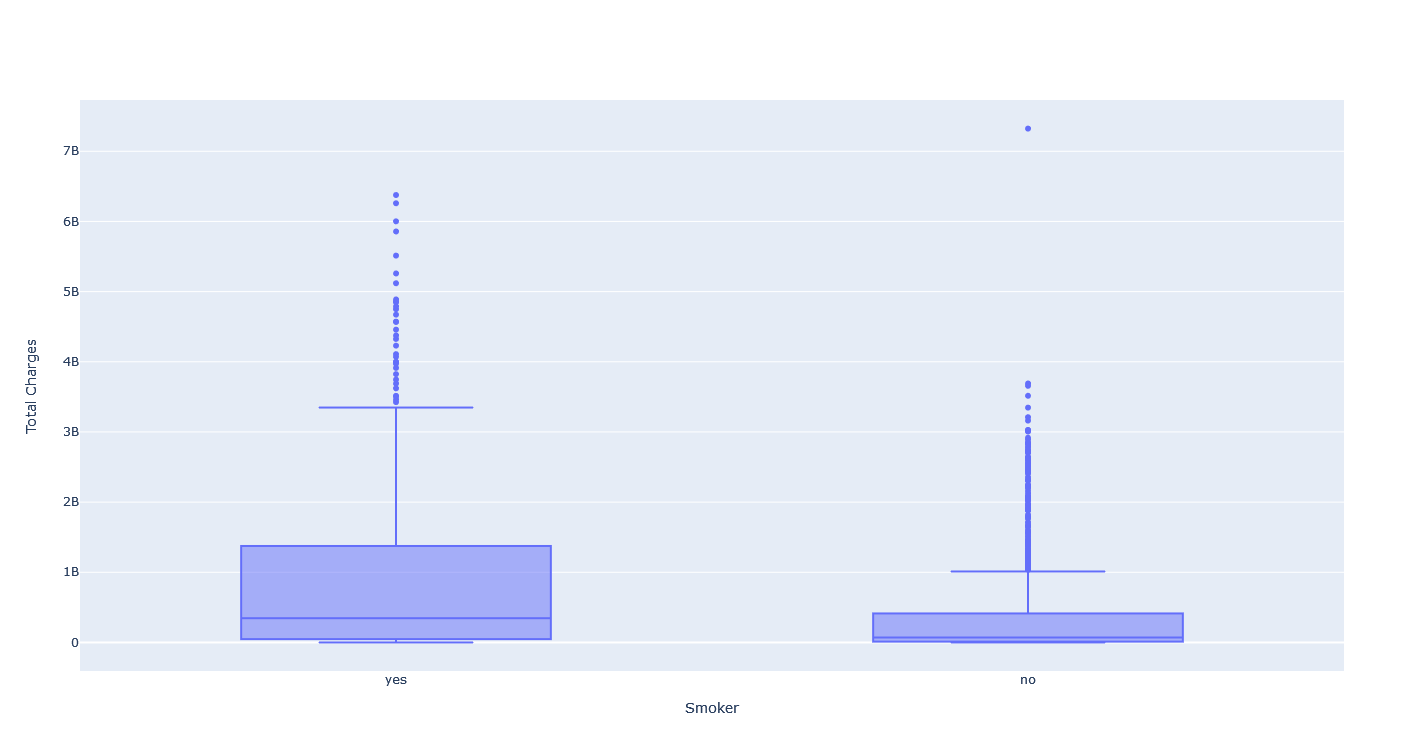 Total Charges
7B
6B
5B
4B
3B
2B
1B
0
yes
no
Smoker